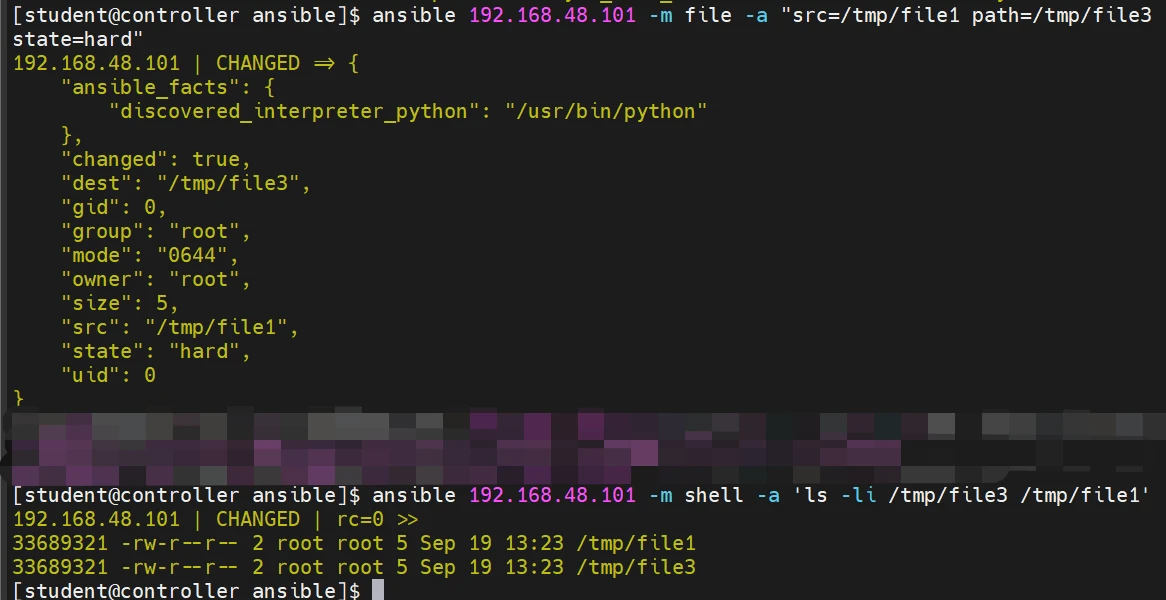 [student@controller ansible]$ ansible 192.168.48.101 -m file -a "src=/tmp/file1 path=/tmp/file3
state=hard"
192.168.48.101 | CHANGED => {
    "ansible_facts": {
        "discovered_interpreter_python": "/usr/bin/python"
    },
    "changed": true,
    "dest": "/tmp/file3",
    "gid": 0,
    "group": "root",
    "mode": "0644",
    "owner": "root",
    "size": 5,
    "src": "/tmp/file1",
    "state": "hard",
    "uid": 0
}
[student@controller ansible]$ ansible 192.168.48.101 -m shell -a 'ls -li /tmp/file3 /tmp/file1'
192.168.48.101 | CHANGED | rc=0 >>
33689321 -rw-r--r-- 2 root root 5 Sep 19 13:23 /tmp/file1
33689321 -rw-r--r-- 2 root root 5 Sep 19 13:23 /tmp/file3
[student@controller ansible]$